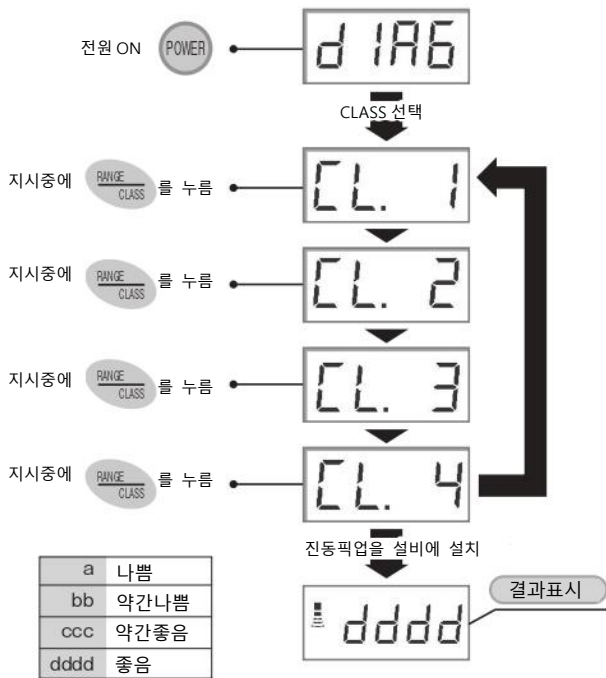 전원 ON POWER d1AG
CLASS 선택
지시중에 RANGE CLASS 를 누름 CL. 1
지시중에 RANGE CLASS 를 누름 CL. 2
지시중에 RANGE CLASS 를 누름 CL. 3
지시중에 RANGE CLASS 를 누름 CL. 4
진동픽업을 설비에 설치
결과표시
dddd
a 나쁨
bb 약간나쁨
ccc 약간좋음
dddd 좋음